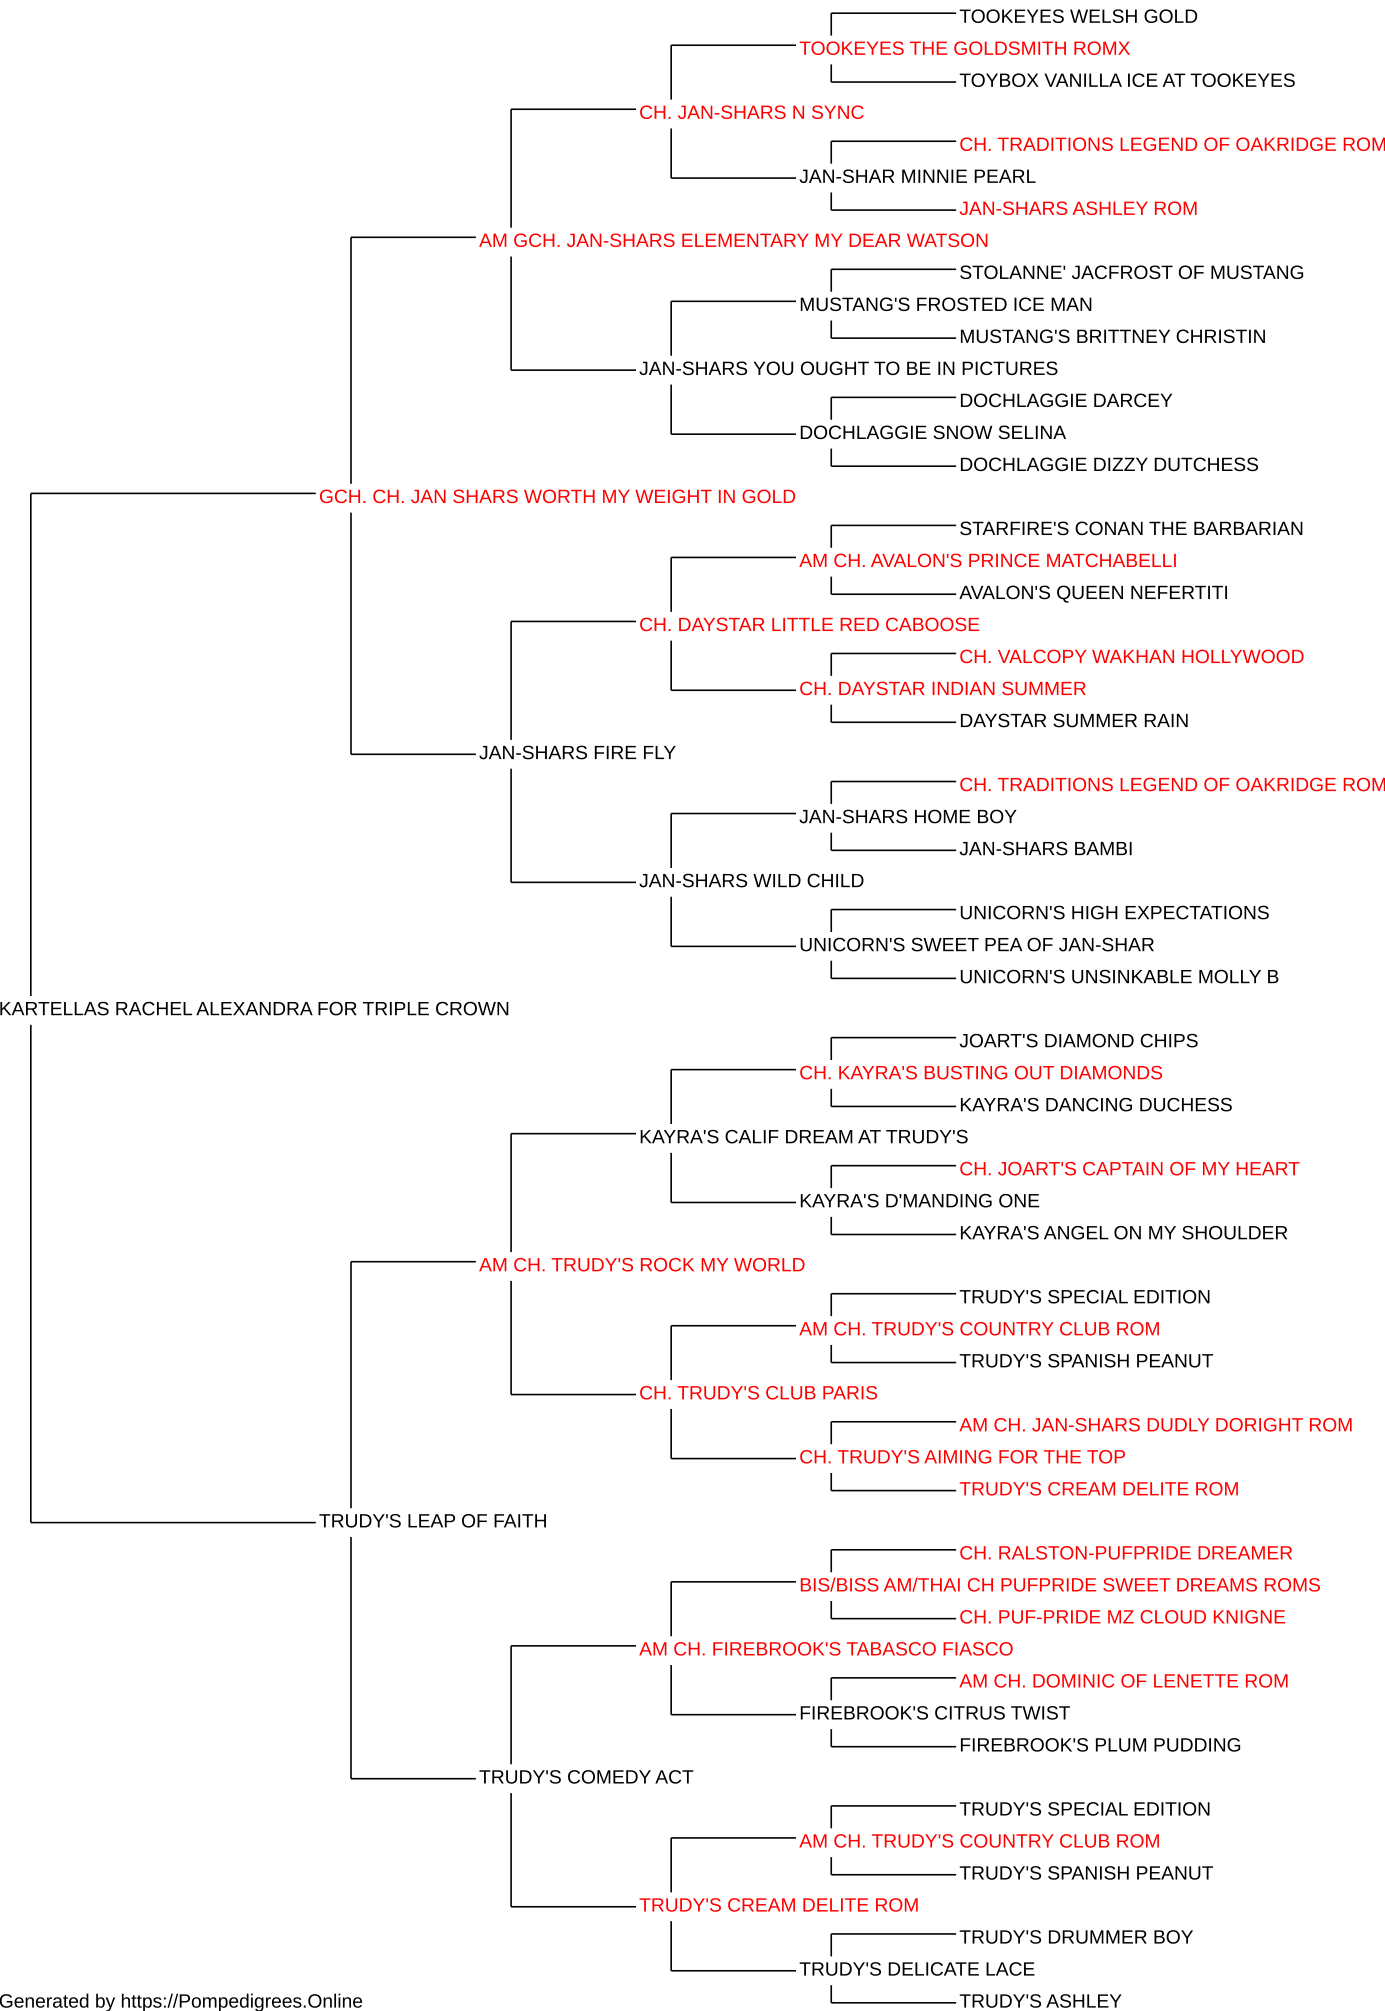 TOOKEYES WELSH GOLD
TOOKEYES THE GOLDSMITH ROMX
TOYBOX VANILLA ICE AT TOOKEYES
CH. JAN-SHARS N SYNC
CH. TRADITIONS LEGEND OF OAKRIDGE ROM
JAN-SHAR MINNIE PEARL
JAN-SHARS ASHLEY ROM
AM GCH. JAN-SHARS ELEMENTARY MY DEAR WATSON
STOLANNE' JACFROST OF MUSTANG
MUSTANG'S FROSTED ICE MAN
MUSTANG'S BRITTNEY CHRISTIN
JAN-SHARS YOU OUGHT TO BE IN PICTURES
DOCHLAGGIE DARCEY
DOCHLAGGIE SNOW SELINA
DOCHLAGGIE DIZZY DUTCHESS
GCH. CH. JAN SHARS WORTH MY WEIGHT IN GOLD
STARFIRE'S CONAN THE BARBARIAN
AM CH. AVALON'S PRINCE MATCHABELLI
AVALON'S QUEEN NEFERTITI
CH. DAYSTAR LITTLE RED CABOOSE
CH. VALCOPY WAKHAN HOLLYWOOD
CH. DAYSTAR INDIAN SUMMER
DAYSTAR SUMMER RAIN
JAN-SHARS FIRE FLY
CH. TRADITIONS LEGEND OF OAKRIDGE ROM
JAN-SHARS HOME BOY
JAN-SHARS BAMBI
JAN-SHARS WILD CHILD
UNICORN'S HIGH EXPECTATIONS
UNICORN'S SWEET PEA OF JAN-SHAR
UNICORN'S UNSINKABLE MOLLY B
KARTELLAS RACHEL ALEXANDRA FOR TRIPLE CROWN
JOART'S DIAMOND CHIPS
CH. KAYRA'S BUSTING OUT DIAMONDS
KAYRA'S DANCING DUCHESS
KAYRA'S CALIF DREAM AT TRUDY'S
CH. JOART'S CAPTAIN OF MY HEART
KAYRA'S D'MANDING ONE
KAYRA'S ANGEL ON MY SHOULDER
AM CH. TRUDY'S ROCK MY WORLD
TRUDY'S SPECIAL EDITION
AM CH. TRUDY'S COUNTRY CLUB ROM
TRUDY'S SPANISH PEANUT
CH. TRUDY'S CLUB PARIS
AM CH. JAN-SHARS DUDLY DORIGHT ROM
CH. TRUDY'S AIMING FOR THE TOP
TRUDY'S CREAM DELITE ROM
TRUDY'S LEAP OF FAITH
CH. RALSTON-PUFPRIDE DREAMER
BIS/BISS AM/THAI CH PUFPRIDE SWEET DREAMS ROMS
CH. PUF-PRIDE MZ CLOUD KNIGNE
AM CH. FIREBROOK'S TABASCO FIASCO
AM CH. DOMINIC OF LENETTE ROM
FIREBROOK'S CITRUS TWIST
FIREBROOK'S PLUM PUDDING
TRUDY'S COMEDY ACT
TRUDY'S SPECIAL EDITION
AM CH. TRUDY'S COUNTRY CLUB ROM
TRUDY'S SPANISH PEANUT
TRUDY'S CREAM DELITE ROM
TRUDY'S DRUMMER BOY
TRUDY'S DELICATE LACE
TRUDY'S ASHLEY
Generated by https://Pompedigrees.Online